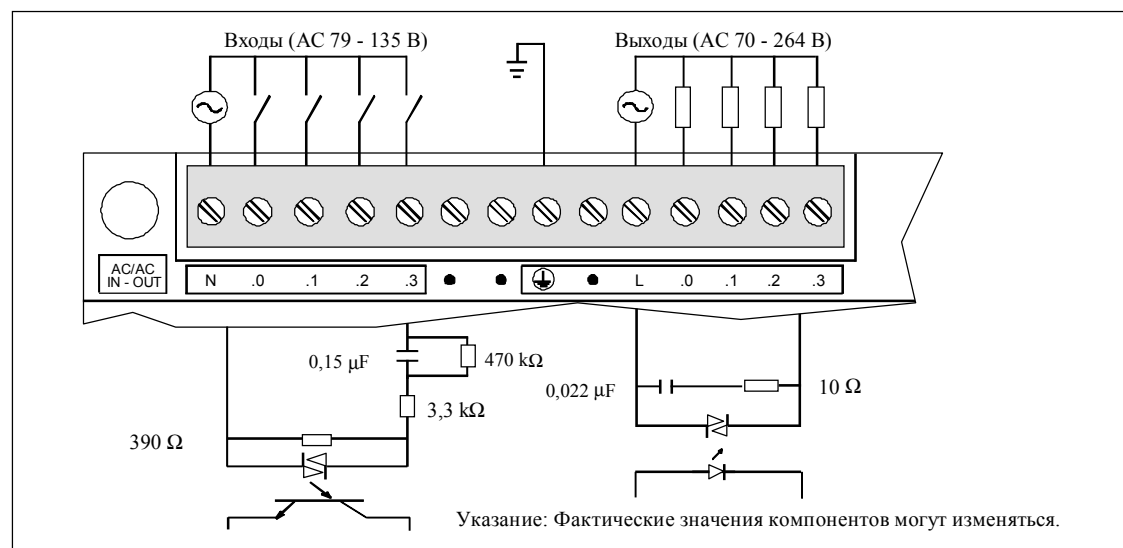 Входы (AC 79 - 135 В)
Выходы (AC 70 - 264 В)
AC/AC
IN - OUT
N .0 .1 .2 .3 L .0 .1 .2 .3
0,15 µF
470 kΩ
3,3 kΩ
390 Ω
0,022 µF
10 Ω
Указание: Фактические значения компонентов могут изменяться.